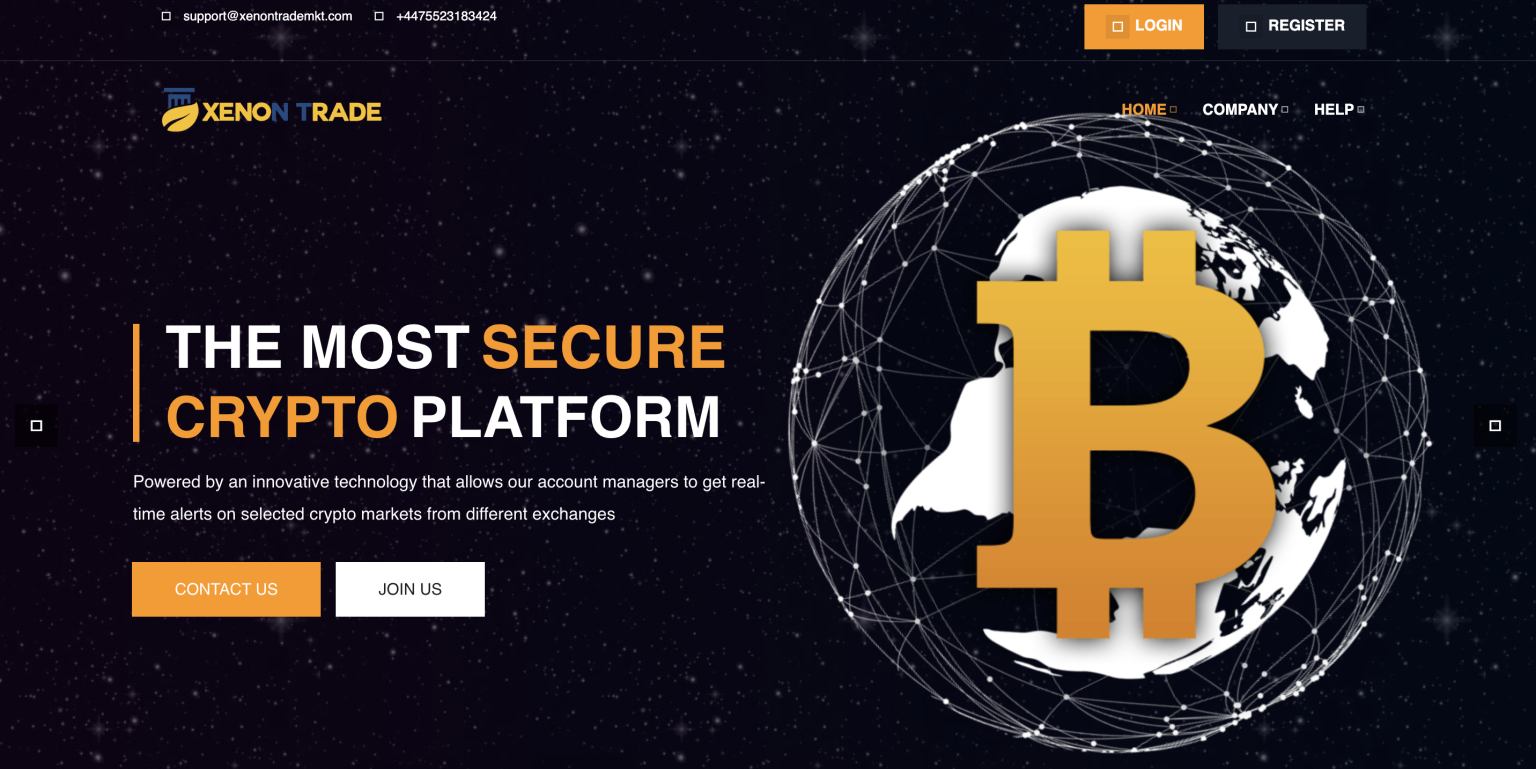 support@xenontrademkt.com
+4475523183424
LOGIN
REGISTER
XENON TRADE
HOME
COMPANY
HELP
THE MOST SECURE
CRYPTO PLATFORM
Powered by an innovative technology that allows our account managers to get real-
time alerts on selected crypto markets from different exchanges
CONTACT US
JOIN US